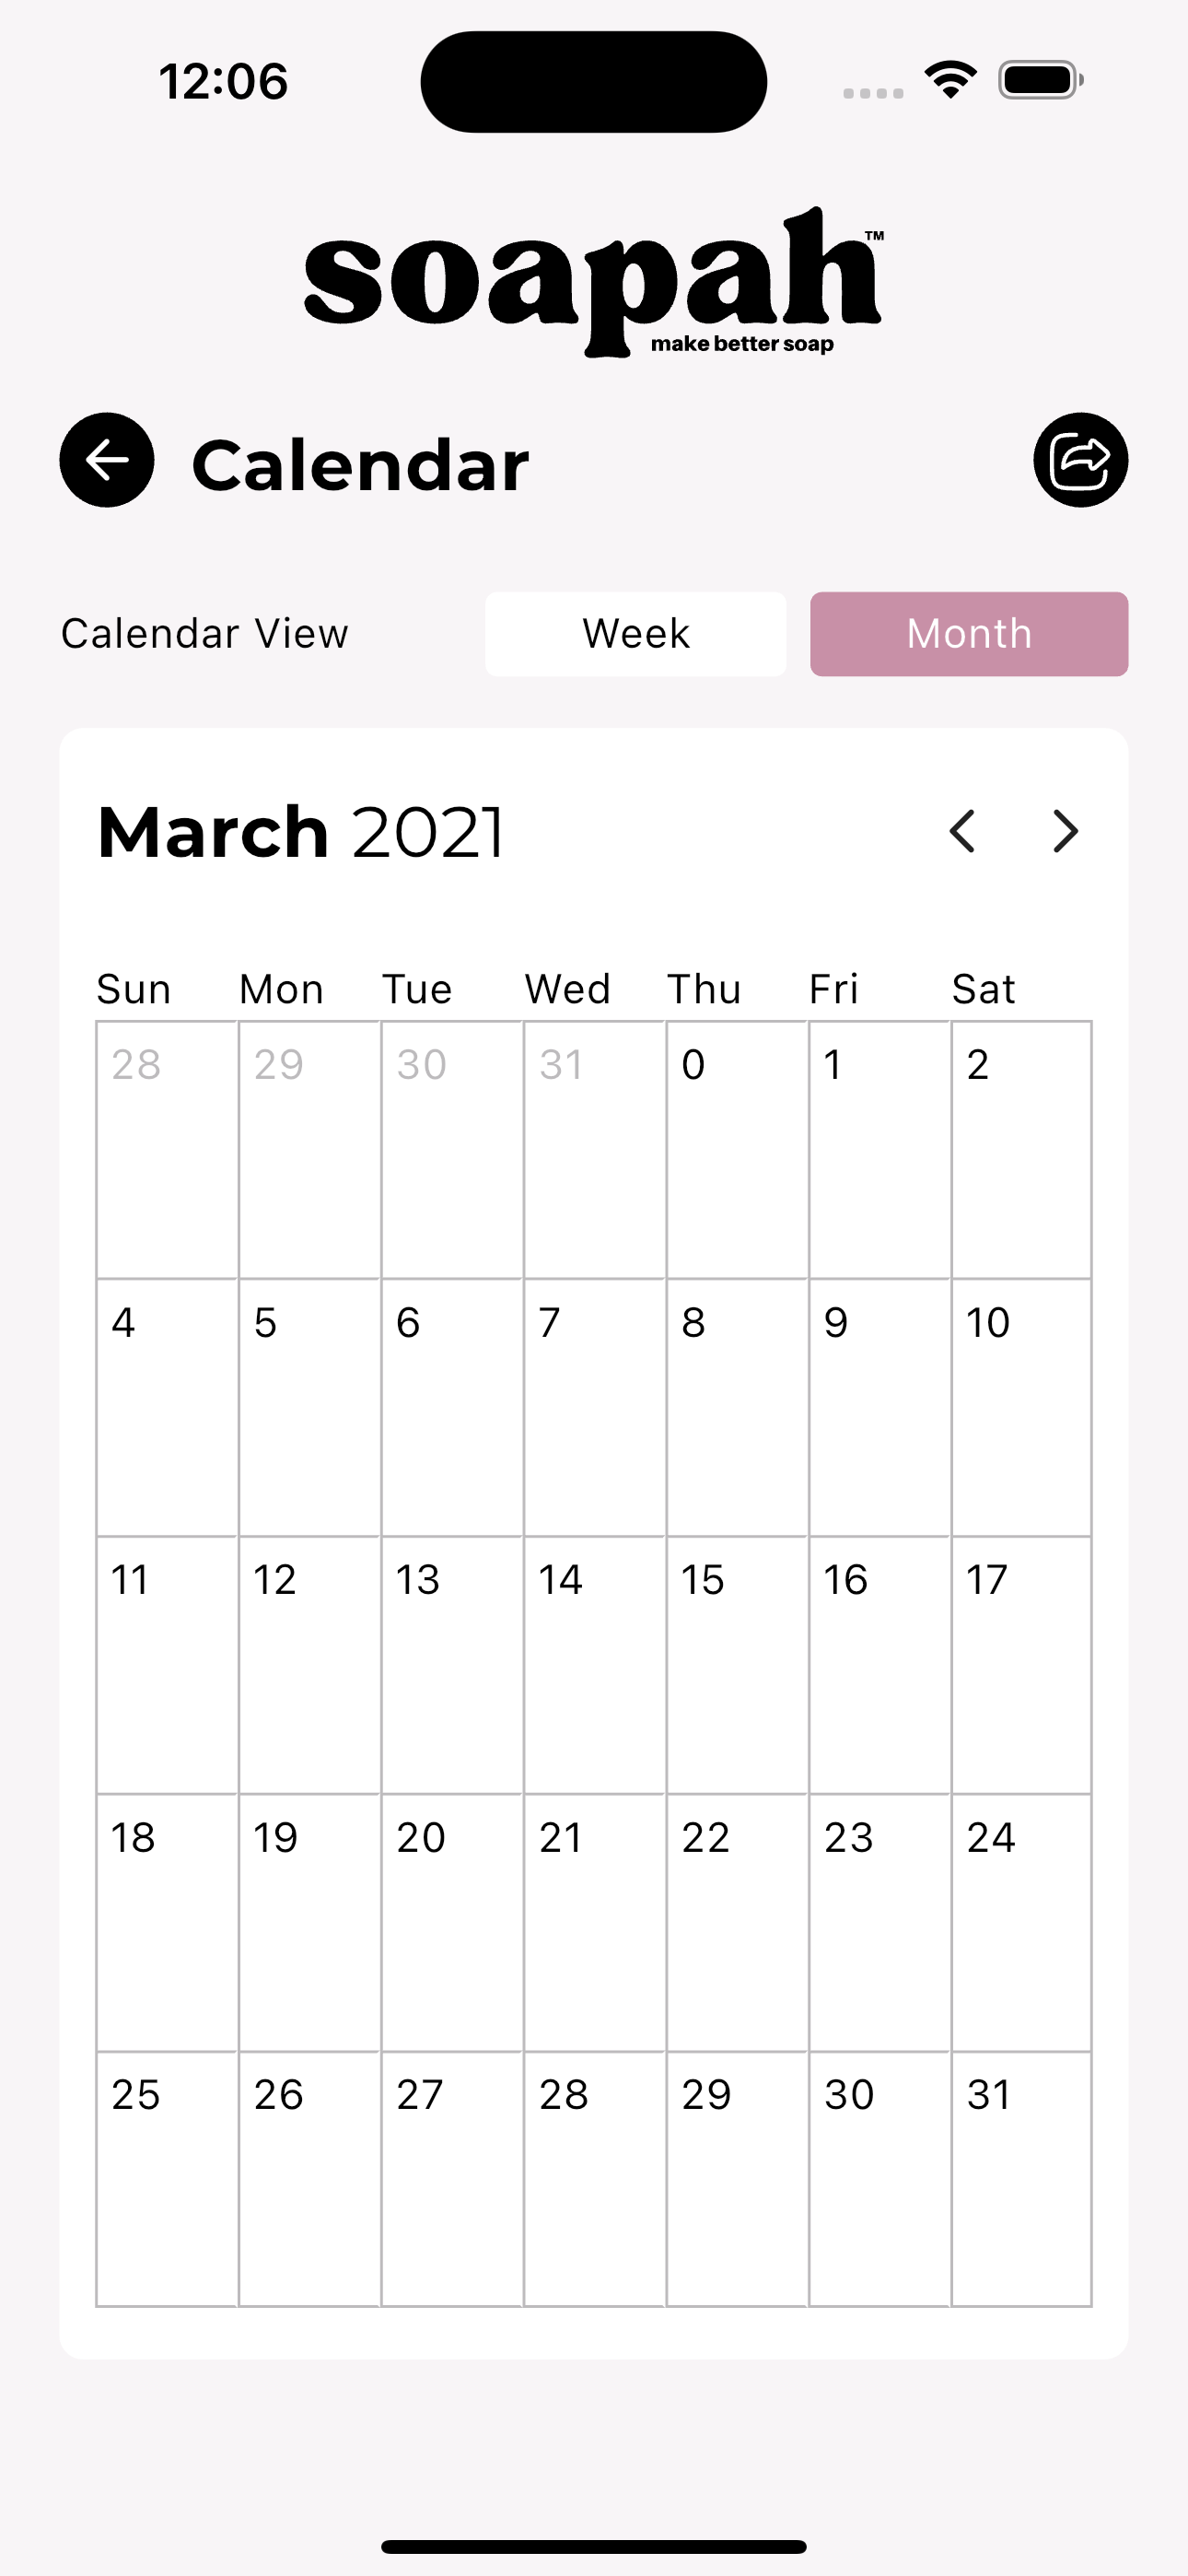 12:06
soapah™
make better soap
Calendar
Calendar View Week Month
March 2021
Sun Mon Tue Wed Thu Fri Sat
28 29 30 31 0 1 2
4 5 6 7 8 9 10
11 12 13 14 15 16 17
18 19 20 21 22 23 24
25 26 27 28 29 30 31